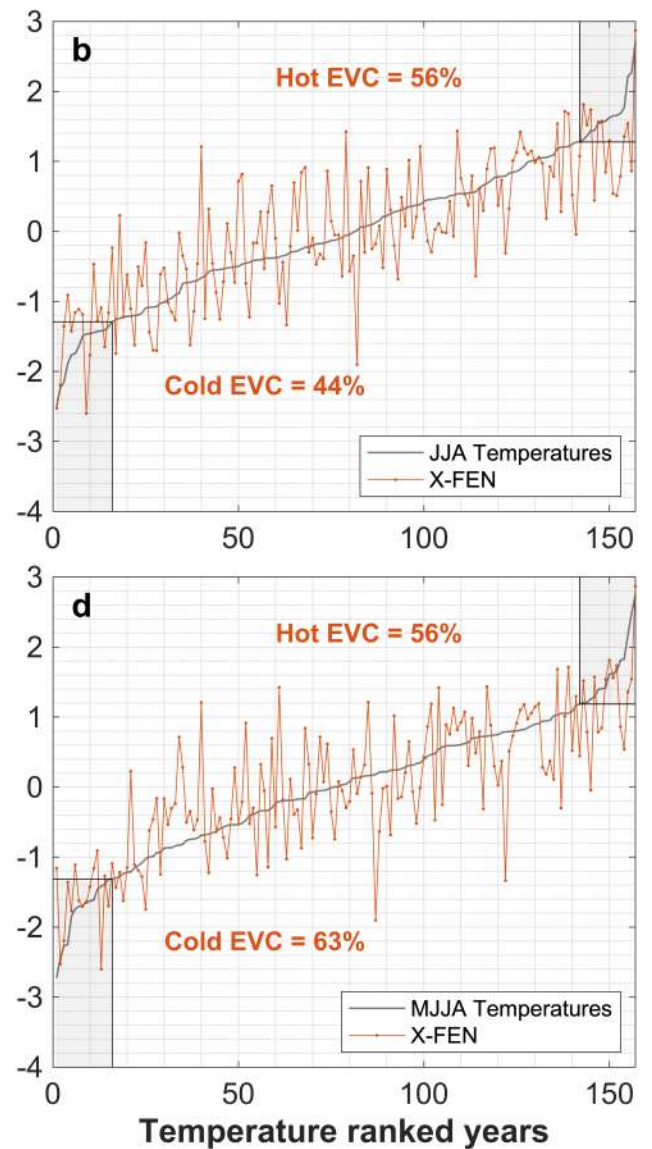 3
b
Hot EVC = 56%
2
1
0
-1
Cold EVC = 44%
-2
-3
JJA Temperatures
X-FEN
-4
0 50 100 150
3
d
Hot EVC = 56%
2
1
0
-1
-2
Cold EVC = 63%
-3
MJJA Temperatures
X-FEN
-4
0 50 100 150
Temperature ranked years